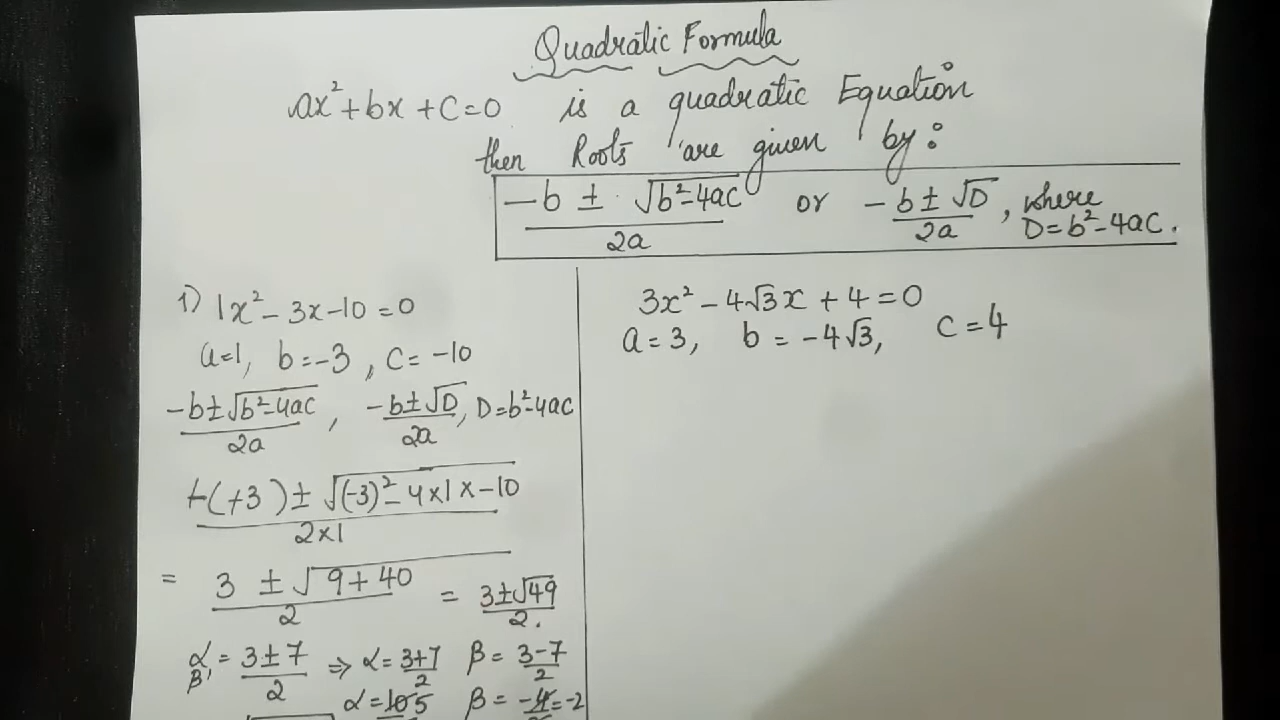 Quadratic Formula
ax²+bx+c=0 is a quadratic Equation
then Roots are given by:
-b ± √b²-4ac / 2a or -b ± √D / 2a, where D=b²-4ac.
1) 1x²-3x-10=0
a=1, b=-3, c=-10
-b±√b²-4ac / 2a, -b±√D / 2a, D=b²-4ac
-(+3) ± √(-3)²-4×1×-10 / 2×1
= 3 ± √9+40 / 2 = 3±√49 / 2.
α, β = 3±7 / 2 ⇒ α = 3+7 / 2 β = 3-7 / 2
α = 10 5 β = -4 = -2
3x²-4√3x+4=0
a=3, b=-4√3, c=4